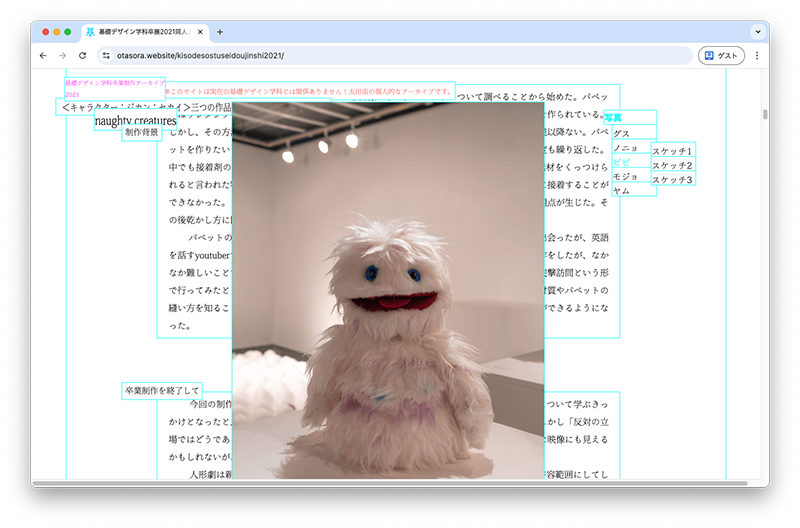 基礎デザイン学科卒展2021同人
otasora.website/kisodesostuseidoujinshi2021/
ゲスト
基礎デザイン学科卒業制作アーカイブ
2021
※このサイトは実在の基礎デザイン学科とは関係ありません!太田宙の個人的なアーカイブです。
ついて調べることから始めた。パペッ
<キャラクター:ジカン:セカイ>三つの作品
naughty creatures
制作背景
写真
グス
ノニョ
ビビ
モジョ
ヤム
スケッチ1
スケッチ2
スケッチ3
を作られている。
しかし、その方
以降ない。パペ
ットを作りたい
も繰り返した。
中でも接着剤の
素材をくっつけら
れると言われた
に接着することが
できなかった。
問点が生じた。そ
の後乾かし方に
パペットの
出会ったが、英語
を話すyoutuber
をしたが、なか
なか難しいこと
撃訪問という形
で行ってみたと
材質やパペットの
縫い方を知るこ
ができるようにな
った。
卒業制作を終了して
今回の制作
ついて学ぶきっ
かけとなったと
かし「反対の立
場ではどうであ
な映像にも見える
かもしれないが、
人形劇は親
容範囲にしてし